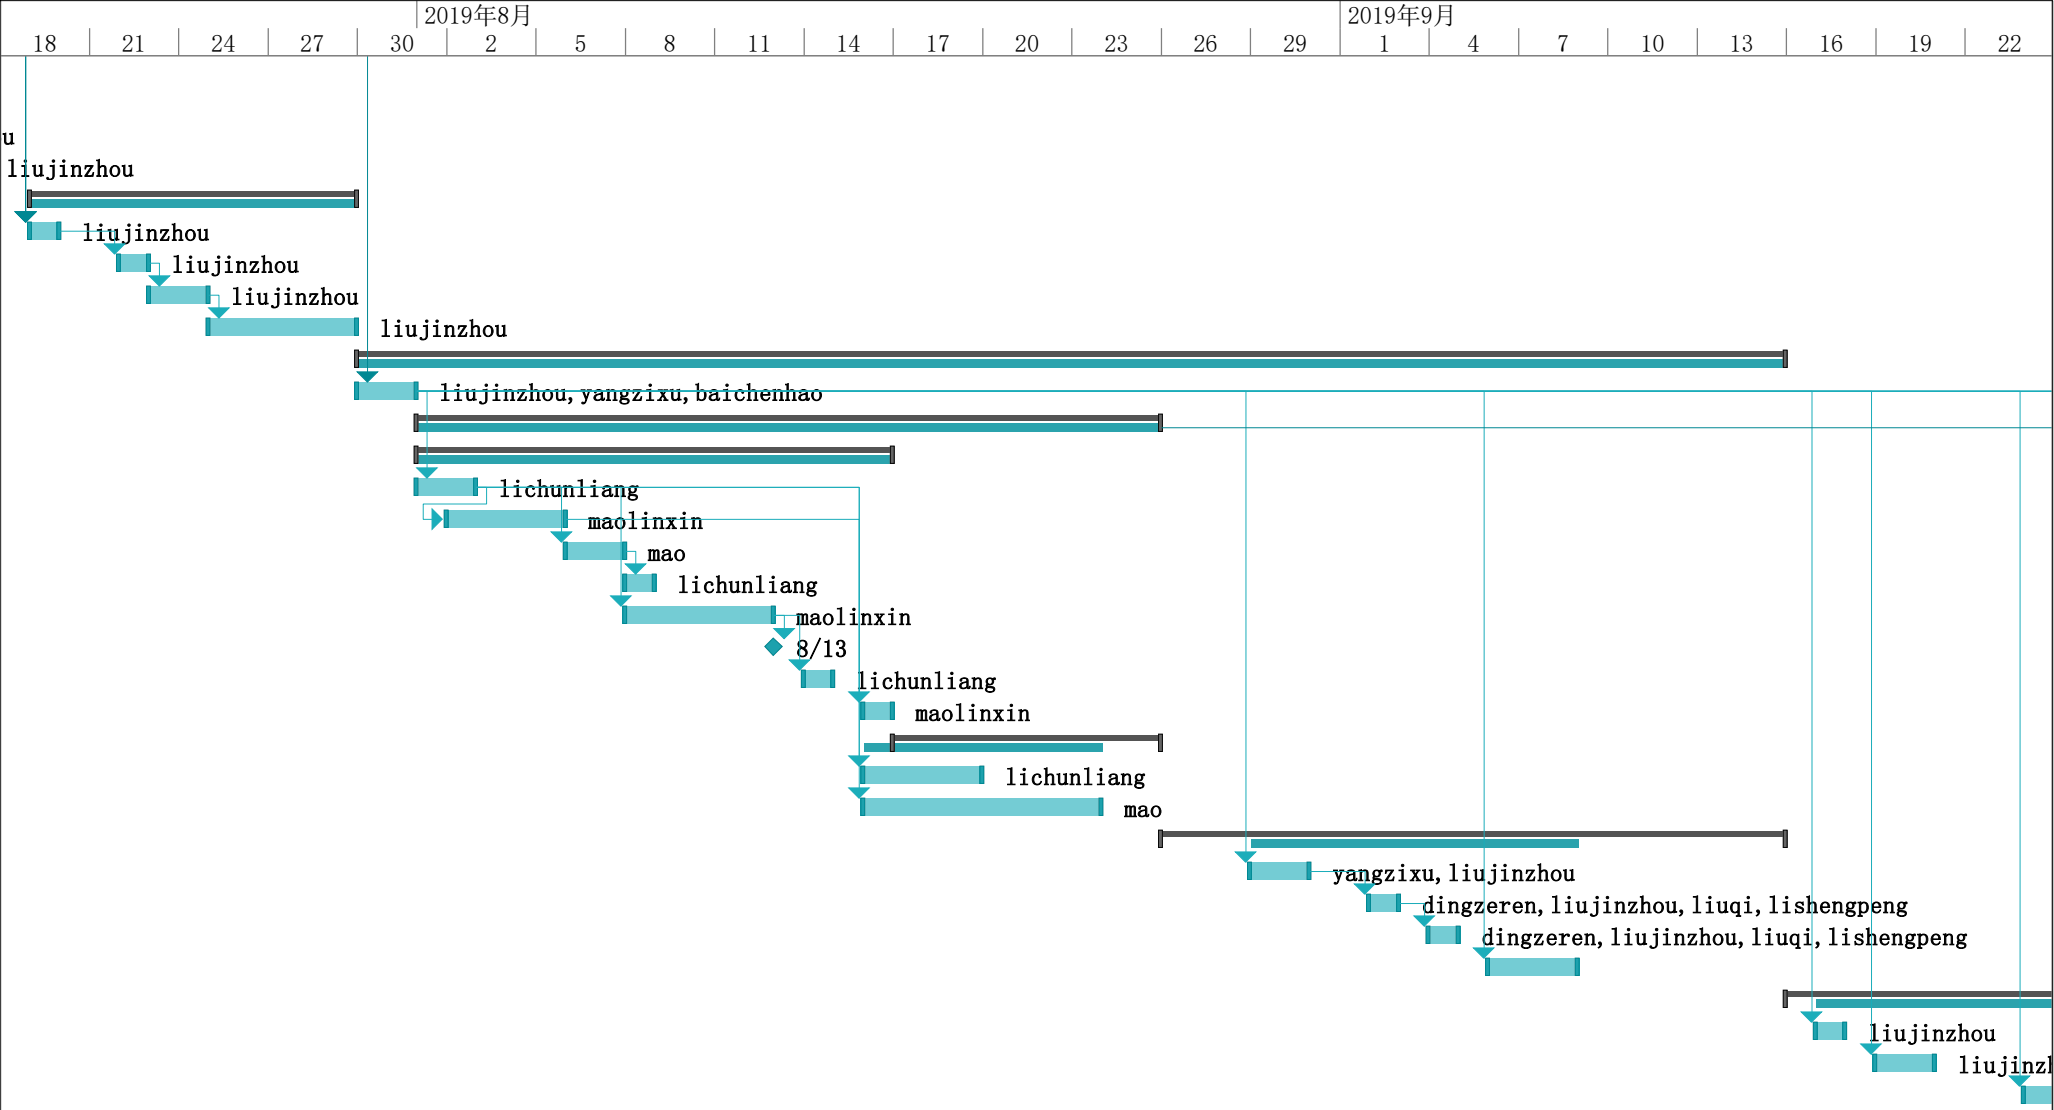 2019年8月 2019年9月
18 21 24 27 30 2 5 8 11 14 17 20 23 26 29 1 4 7 10 13 16 19 22
u
liujinzhou
liujinzhou
liujinzhou
liujinzhou
liujinzhou
liujinzhou,yangzixu,baichenhao
lichunliang
maolinxin
mao
lichunliang
maolinxin
8/13
lichunliang
maolinxin
lichunliang
mao
yangzixu,liujinzhou
dingzeren,liujinzhou,liuqi,lishengpeng
dingzeren,liujinzhou,liuqi,lishengpeng
liujinzhou
liujinzh